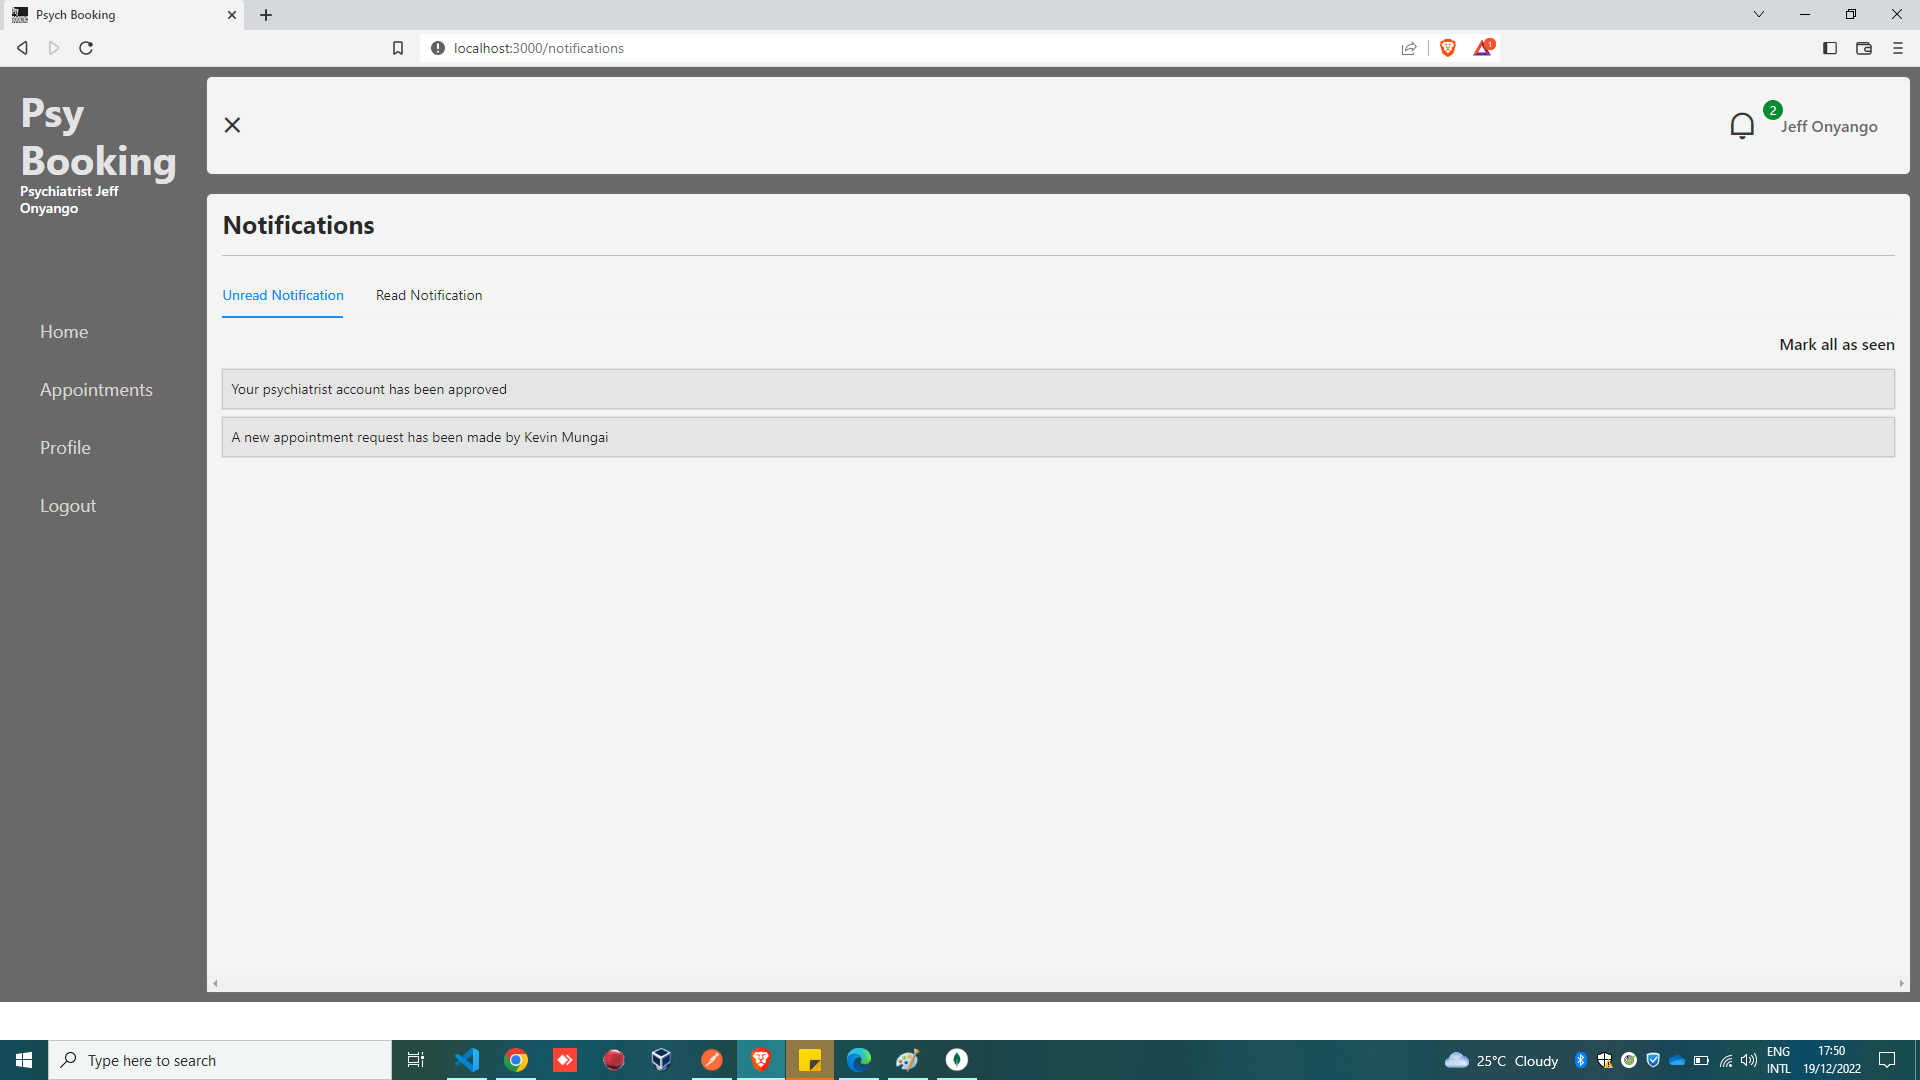 Psych Booking
localhost:3000/notifications
1
Psy
Booking
Psychiatrist Jeff
Onyango
Home
Appointments
Profile
Logout
2
Jeff Onyango
Notifications
Unread Notification
Read Notification
Mark all as seen
Your psychiatrist account has been approved
A new appointment request has been made by Kevin Mungai
Type here to search
25°C Cloudy
ENG
INTL
17:50
19/12/2022